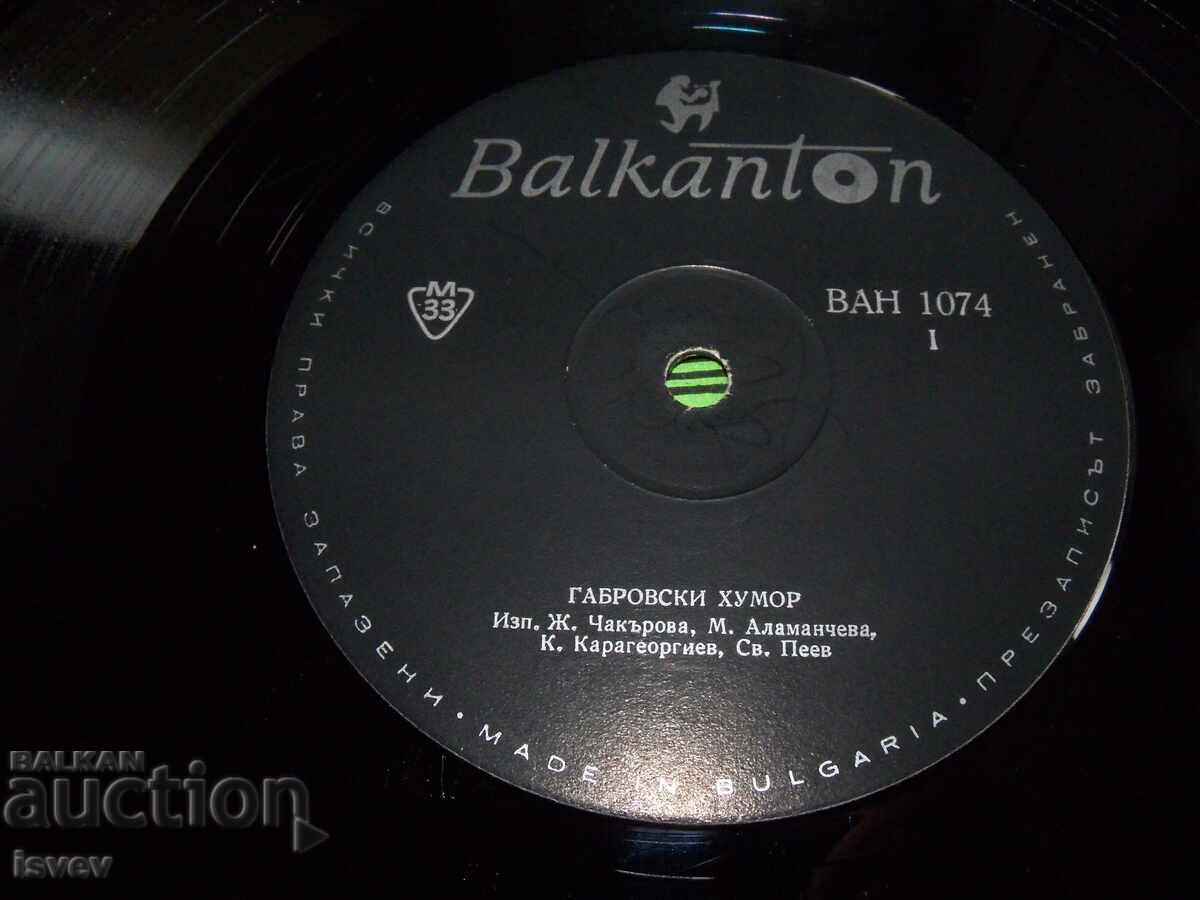 Balkanton
M
33
ВАН 1074
I
ГАБРОВСКИ ХУМОР
Изп. Ж. Чакърова, М. Аламанчева,
К. Карагеоргиев, Св. Пеев
ВСИЧКИ ПРАВА ЗАПАЗЕНИ • MADE IN BULGARIA • ПРЕЗАПИСЪТ ЗАБРАНЕН
BALKAN
auction
isvev